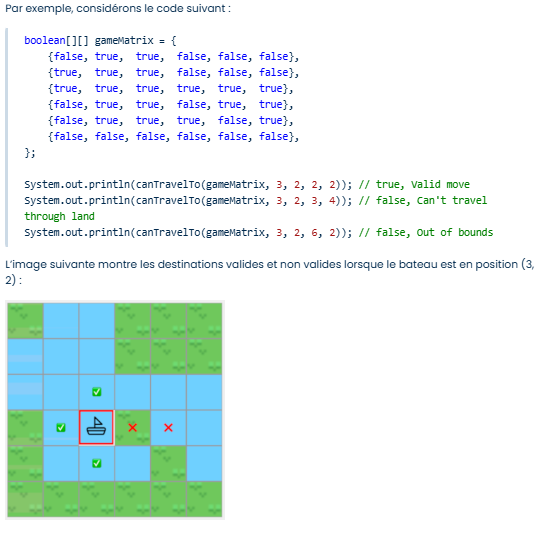 Par exemple, considérons le code suivant :
boolean[][] gameMatrix = {
    {false, true,  true,  false, false, false},
    {true,  true,  true,  false, false, false},
    {true,  true,  true,  true,  true,  true},
    {false, true,  true,  false, true,  true},
    {false, true,  true,  true,  false, true},
    {false, false, false, false, false, false},
};
System.out.println(canTravelTo(gameMatrix, 3, 2, 2, 2)); // true, Valid move
System.out.println(canTravelTo(gameMatrix, 3, 2, 3, 4)); // false, Can't travel
through land
System.out.println(canTravelTo(gameMatrix, 3, 2, 6, 2)); // false, Out of bounds
L'image suivante montre les destinations valides et non valides lorsque le bateau est en position (3,
2) :